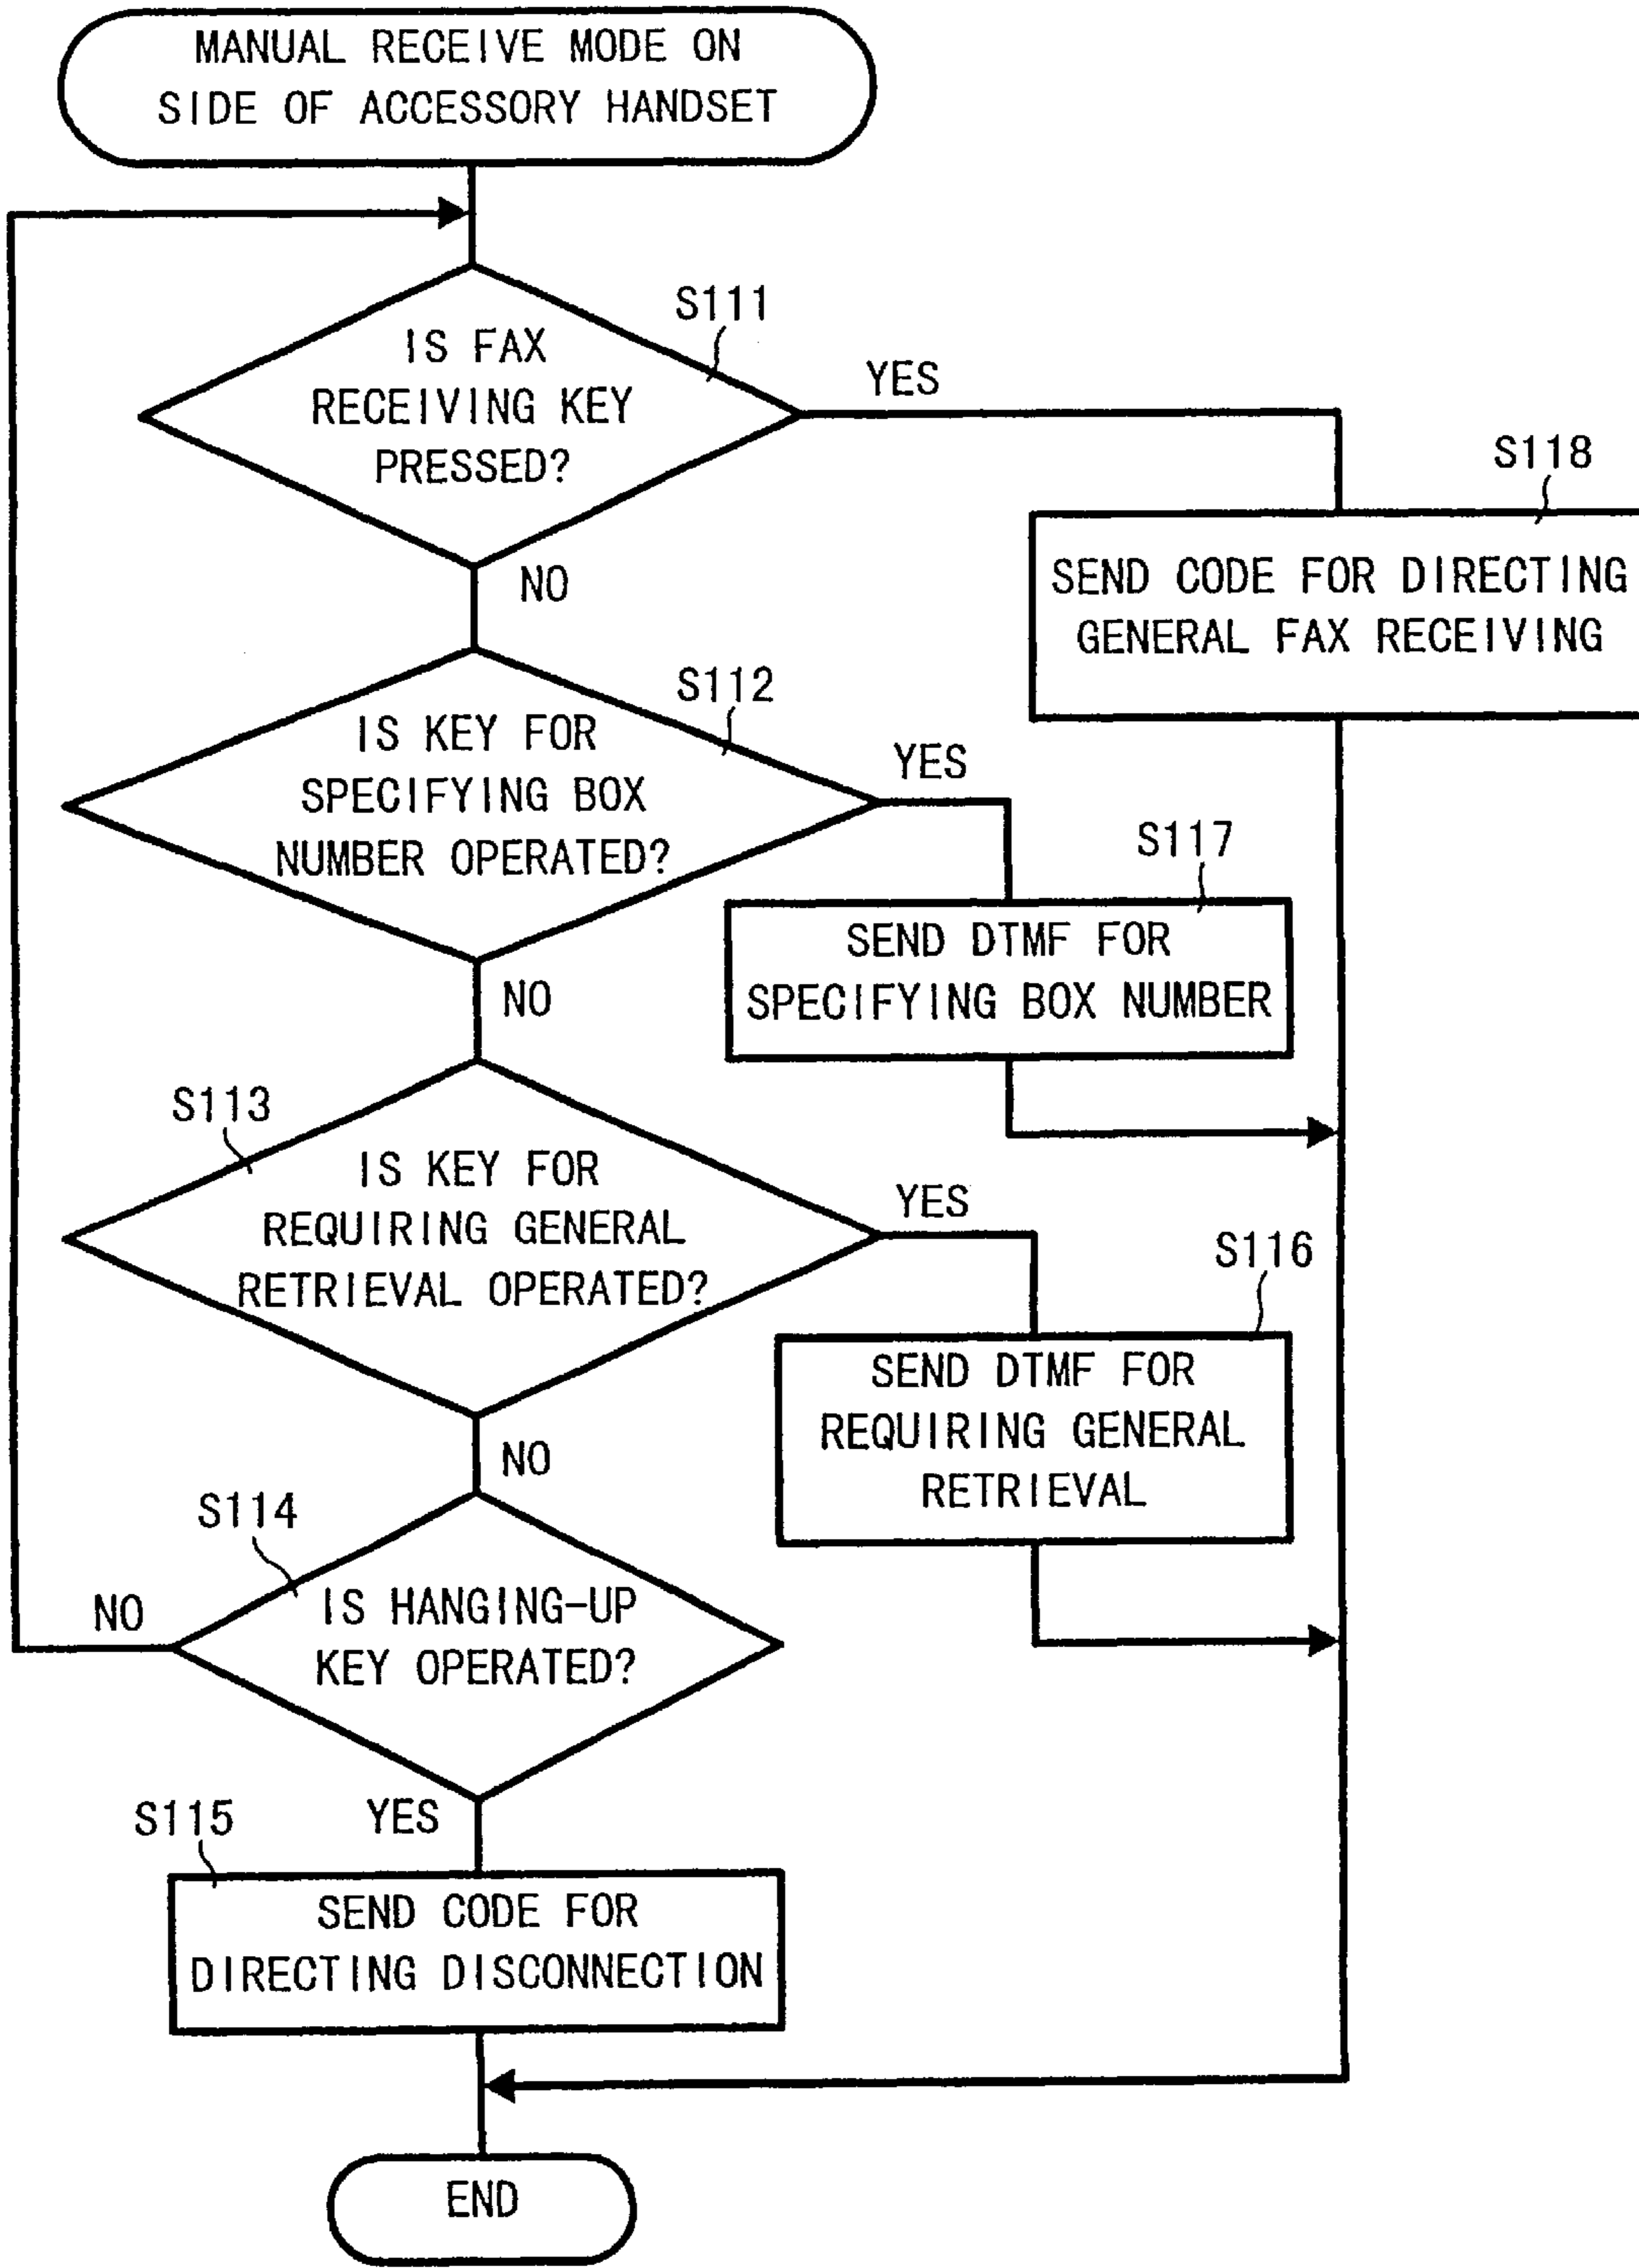 MANUAL RECEIVE MODE ON
SIDE OF ACCESSORY HANDSET
S111
IS FAX
RECEIVING KEY
PRESSED?
YES
NO
S118
SEND CODE FOR DIRECTING
GENERAL FAX RECEIVING
S112
IS KEY FOR
SPECIFYING BOX
NUMBER OPERATED?
YES
NO
S117
SEND DTMF FOR
SPECIFYING BOX NUMBER
S113
IS KEY FOR
REQUIRING GENERAL
RETRIEVAL OPERATED?
YES
NO
S116
SEND DTMF FOR
REQUIRING GENERAL
RETRIEVAL
S114
IS HANGING-UP
KEY OPERATED?
NO
YES
S115
SEND CODE FOR
DIRECTING DISCONNECTION
END